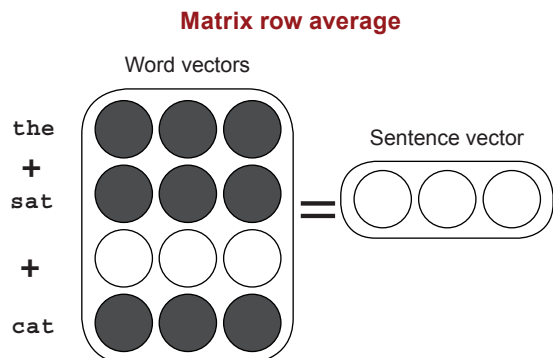 Matrix row average
Word vectors
the
+
sat
+
cat
=
Sentence vector